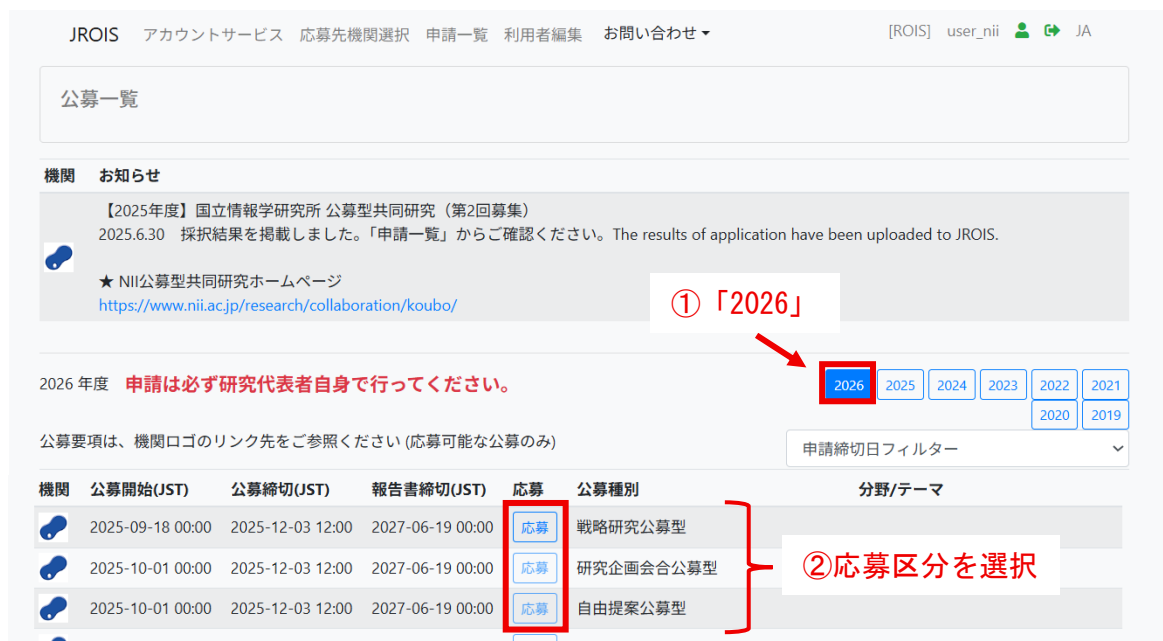 JROIS アカウントサービス 応募先機関選択 申請一覧 利用者編集 お問い合わせ [ROIS] user_nii JA
公募一覧
機関 お知らせ
【2025年度】国立情報学研究所 公募型共同研究（第2回募集）
2025.6.30 採択結果を掲載しました。「申請一覧」からご確認ください。The results of application have been uploaded to JROIS.
★ NII公募型共同研究ホームページ
https://www.nii.ac.jp/research/collaboration/koubo/
①「2026」
2026 年度 申請は必ず研究代表者自身で行ってください。
2026 2025 2024 2023 2022 2021
2020 2019
公募要項は、機関ロゴのリンク先をご参照ください (応募可能な公募のみ)
申請締切日フィルター
機関 公募開始(JST) 公募締切(JST) 報告書締切(JST) 応募 公募種別 分野/テーマ
2025-09-18 00:00 2025-12-03 12:00 2027-06-19 00:00 応募 戦略研究公募型
2025-10-01 00:00 2025-12-03 12:00 2027-06-19 00:00 応募 研究企画会合公募型
2025-10-01 00:00 2025-12-03 12:00 2027-06-19 00:00 応募 自由提案公募型
②応募区分を選択